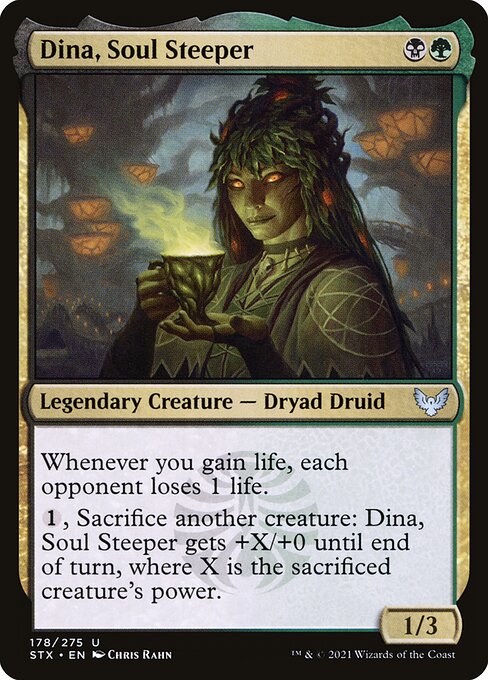 Dina, Soul Steeper
Legendary Creature — Dryad Druid
Whenever you gain life, each
opponent loses 1 life.
1, Sacrifice another creature: Dina,
Soul Steeper gets +X/+0 until end
of turn, where X is the sacrificed
creature's power.
1/3
178/275 U
STX • EN Chris Rahn
™ & © 2021 Wizards of the Coast